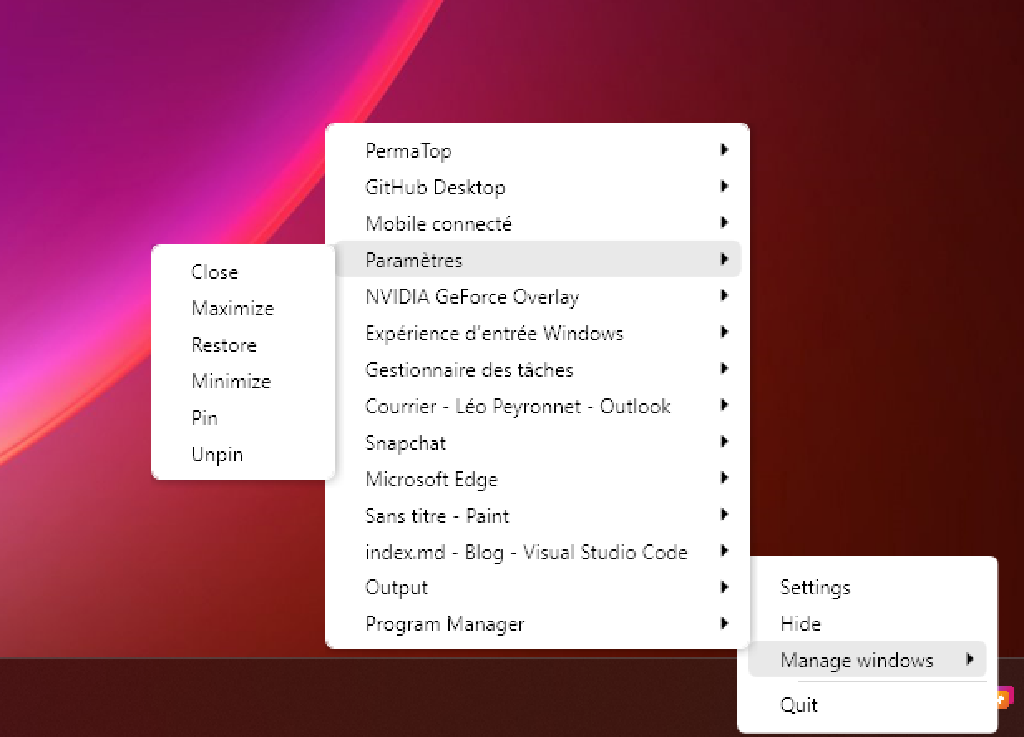 PermaTop
GitHub Desktop
Mobile connecté
Paramètres
NVIDIA GeForce Overlay
Expérience d'entrée Windows
Gestionnaire des tâches
Courrier - Léo Peyronnet - Outlook
Snapchat
Microsoft Edge
Sans titre - Paint
index.md - Blog - Visual Studio Code
Output
Program Manager
Close
Maximize
Restore
Minimize
Pin
Unpin
Settings
Hide
Manage windows
Quit